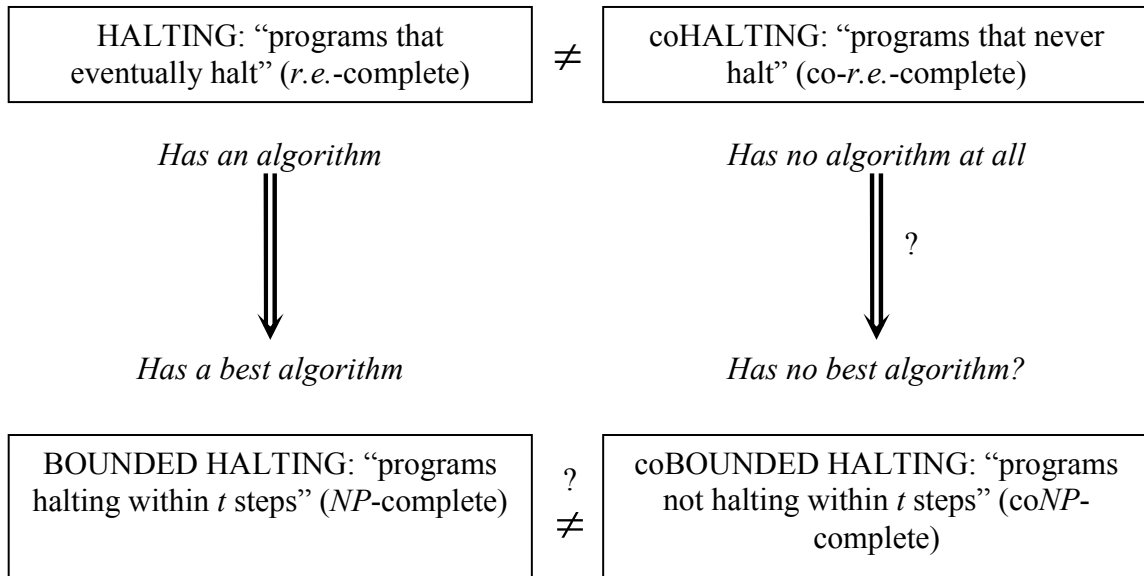 HALTING: “programs that
eventually halt” (r.e.-complete)
≠
coHALTING: “programs that never
halt” (co-r.e.-complete)
Has an algorithm
Has no algorithm at all
?
Has a best algorithm
Has no best algorithm?
BOUNDED HALTING: “programs
halting within t steps” (NP-complete)
?
≠
coBOUNDED HALTING: “programs
not halting within t steps” (coNP-
complete)